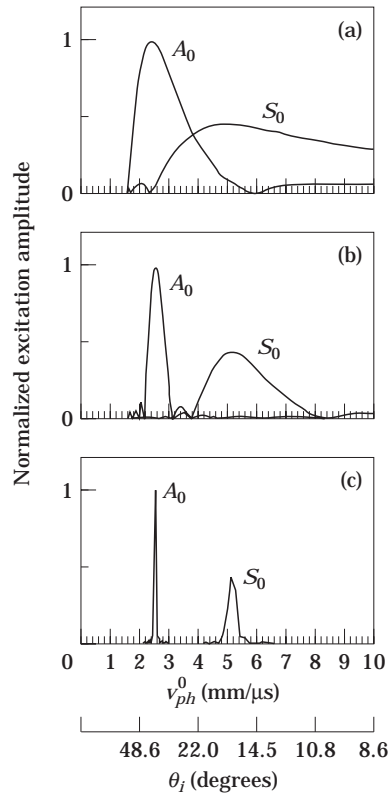 Normalized excitation amplitude
(a)
1
A₀
S₀
0
(b)
1
A₀
S₀
0
(c)
1
A₀
S₀
0
0 1 2 3 4 5 6 7 8 9 10
v⁰ₚₕ (mm/μs)
48.6 22.0 14.5 10.8 8.6
θᵢ (degrees)